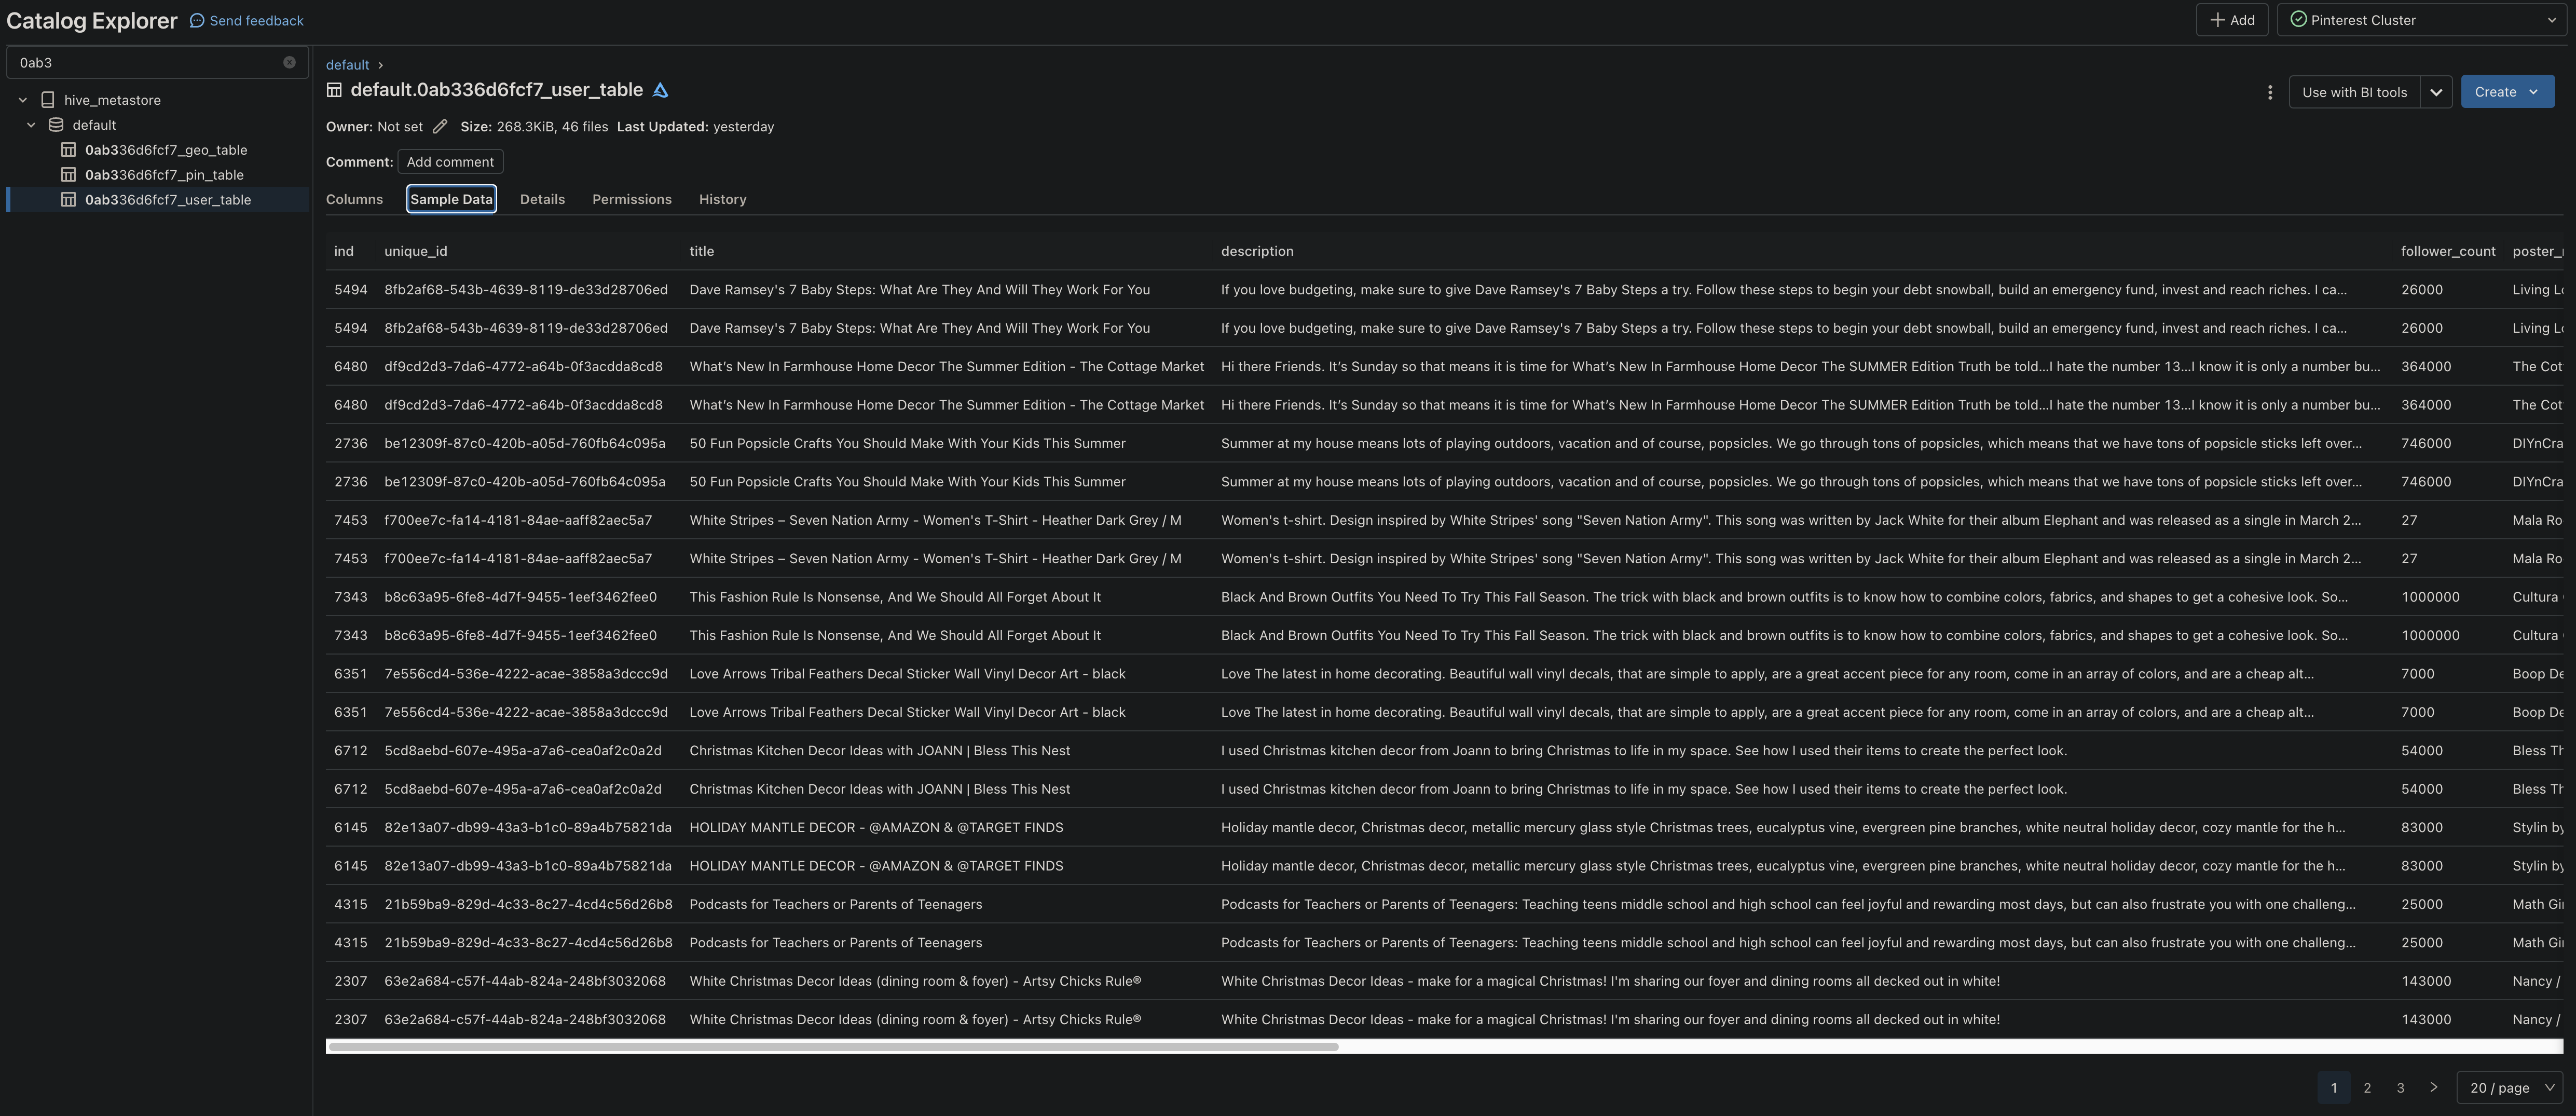 Catalog Explorer Send feedback Add Pinterest Cluster
0ab3
hive_metastore
default
0ab336d6fcf7_geo_table
0ab336d6fcf7_pin_table
0ab336d6fcf7_user_table
default ›
default.0ab336d6fcf7_user_table Use with BI tools Create
Owner: Not set Size: 268.3KiB, 46 files Last Updated: yesterday
Comment: Add comment
Columns Sample Data Details Permissions History
ind unique_id title description follower_count poster_
5494 8fb2af68-543b-4639-8119-de33d28706ed Dave Ramsey's 7 Baby Steps: What Are They And Will They Work For You If you love budgeting, make sure to give Dave Ramsey's 7 Baby Steps a try. Follow these steps to begin your debt snowball, build an emergency fund, invest and reach riches. I ca... 26000 Living Lo
5494 8fb2af68-543b-4639-8119-de33d28706ed Dave Ramsey's 7 Baby Steps: What Are They And Will They Work For You If you love budgeting, make sure to give Dave Ramsey's 7 Baby Steps a try. Follow these steps to begin your debt snowball, build an emergency fund, invest and reach riches. I ca... 26000 Living Lo
6480 df9cd2d3-7da6-4772-a64b-0f3acdda8cd8 What’s New In Farmhouse Home Decor The Summer Edition - The Cottage Market Hi there Friends. It’s Sunday so that means it is time for What’s New In Farmhouse Home Decor The SUMMER Edition Truth be told…I hate the number 13…I know it is only a number bu... 364000 The Cot
6480 df9cd2d3-7da6-4772-a64b-0f3acdda8cd8 What’s New In Farmhouse Home Decor The Summer Edition - The Cottage Market Hi there Friends. It’s Sunday so that means it is time for What’s New In Farmhouse Home Decor The SUMMER Edition Truth be told…I hate the number 13…I know it is only a number bu... 364000 The Cot
2736 be12309f-87c0-420b-a05d-760fb64c095a 50 Fun Popsicle Crafts You Should Make With Your Kids This Summer Summer at my house means lots of playing outdoors, vacation and of course, popsicles. We go through tons of popsicles, which means that we have tons of popsicle sticks left over... 746000 DIYnCra
2736 be12309f-87c0-420b-a05d-760fb64c095a 50 Fun Popsicle Crafts You Should Make With Your Kids This Summer Summer at my house means lots of playing outdoors, vacation and of course, popsicles. We go through tons of popsicles, which means that we have tons of popsicle sticks left over... 746000 DIYnCra
7453 f700ee7c-fa14-4181-84ae-aaff82aec5a7 White Stripes – Seven Nation Army - Women's T-Shirt - Heather Dark Grey / M Women's t-shirt. Design inspired by White Stripes' song "Seven Nation Army". This song was written by Jack White for their album Elephant and was released as a single in March 2... 27 Mala Ro
7453 f700ee7c-fa14-4181-84ae-aaff82aec5a7 White Stripes – Seven Nation Army - Women's T-Shirt - Heather Dark Grey / M Women's t-shirt. Design inspired by White Stripes' song "Seven Nation Army". This song was written by Jack White for their album Elephant and was released as a single in March 2... 27 Mala Ro
7343 b8c63a95-6fe8-4d7f-9455-1eef3462fee0 This Fashion Rule Is Nonsense, And We Should All Forget About It Black And Brown Outfits You Need To Try This Fall Season. The trick with black and brown outfits is to know how to combine colors, fabrics, and shapes to get a cohesive look. So... 1000000 Cultura
7343 b8c63a95-6fe8-4d7f-9455-1eef3462fee0 This Fashion Rule Is Nonsense, And We Should All Forget About It Black And Brown Outfits You Need To Try This Fall Season. The trick with black and brown outfits is to know how to combine colors, fabrics, and shapes to get a cohesive look. So... 1000000 Cultura
6351 7e556cd4-536e-4222-acae-3858a3dccc9d Love Arrows Tribal Feathers Decal Sticker Wall Vinyl Decor Art - black Love The latest in home decorating. Beautiful wall vinyl decals, that are simple to apply, are a great accent piece for any room, come in an array of colors, and are a cheap alt... 7000 Boop De
6351 7e556cd4-536e-4222-acae-3858a3dccc9d Love Arrows Tribal Feathers Decal Sticker Wall Vinyl Decor Art - black Love The latest in home decorating. Beautiful wall vinyl decals, that are simple to apply, are a great accent piece for any room, come in an array of colors, and are a cheap alt... 7000 Boop De
6712 5cd8aebd-607e-495a-a7a6-cea0af2c0a2d Christmas Kitchen Decor Ideas with JOANN | Bless This Nest I used Christmas kitchen decor from Joann to bring Christmas to life in my space. See how I used their items to create the perfect look. 54000 Bless Th
6712 5cd8aebd-607e-495a-a7a6-cea0af2c0a2d Christmas Kitchen Decor Ideas with JOANN | Bless This Nest I used Christmas kitchen decor from Joann to bring Christmas to life in my space. See how I used their items to create the perfect look. 54000 Bless Th
6145 82e13a07-db99-43a3-b1c0-89a4b75821da HOLIDAY MANTLE DECOR - @AMAZON & @TARGET FINDS Holiday mantle decor, Christmas decor, metallic mercury glass style Christmas trees, eucalyptus vine, evergreen pine branches, white neutral holiday decor, cozy mantle for the h... 83000 Stylin by
6145 82e13a07-db99-43a3-b1c0-89a4b75821da HOLIDAY MANTLE DECOR - @AMAZON & @TARGET FINDS Holiday mantle decor, Christmas decor, metallic mercury glass style Christmas trees, eucalyptus vine, evergreen pine branches, white neutral holiday decor, cozy mantle for the h... 83000 Stylin by
4315 21b59ba9-829d-4c33-8c27-4cd4c56d26b8 Podcasts for Teachers or Parents of Teenagers Podcasts for Teachers or Parents of Teenagers: Teaching teens middle school and high school can feel joyful and rewarding most days, but can also frustrate you with one challeng... 25000 Math Gi
4315 21b59ba9-829d-4c33-8c27-4cd4c56d26b8 Podcasts for Teachers or Parents of Teenagers Podcasts for Teachers or Parents of Teenagers: Teaching teens middle school and high school can feel joyful and rewarding most days, but can also frustrate you with one challeng... 25000 Math Gi
2307 63e2a684-c57f-44ab-824a-248bf3032068 White Christmas Decor Ideas (dining room & foyer) - Artsy Chicks Rule® White Christmas Decor Ideas - make for a magical Christmas! I'm sharing our foyer and dining rooms all decked out in white! 143000 Nancy /
2307 63e2a684-c57f-44ab-824a-248bf3032068 White Christmas Decor Ideas (dining room & foyer) - Artsy Chicks Rule® White Christmas Decor Ideas - make for a magical Christmas! I'm sharing our foyer and dining rooms all decked out in white! 143000 Nancy /
1 2 3 20 / page